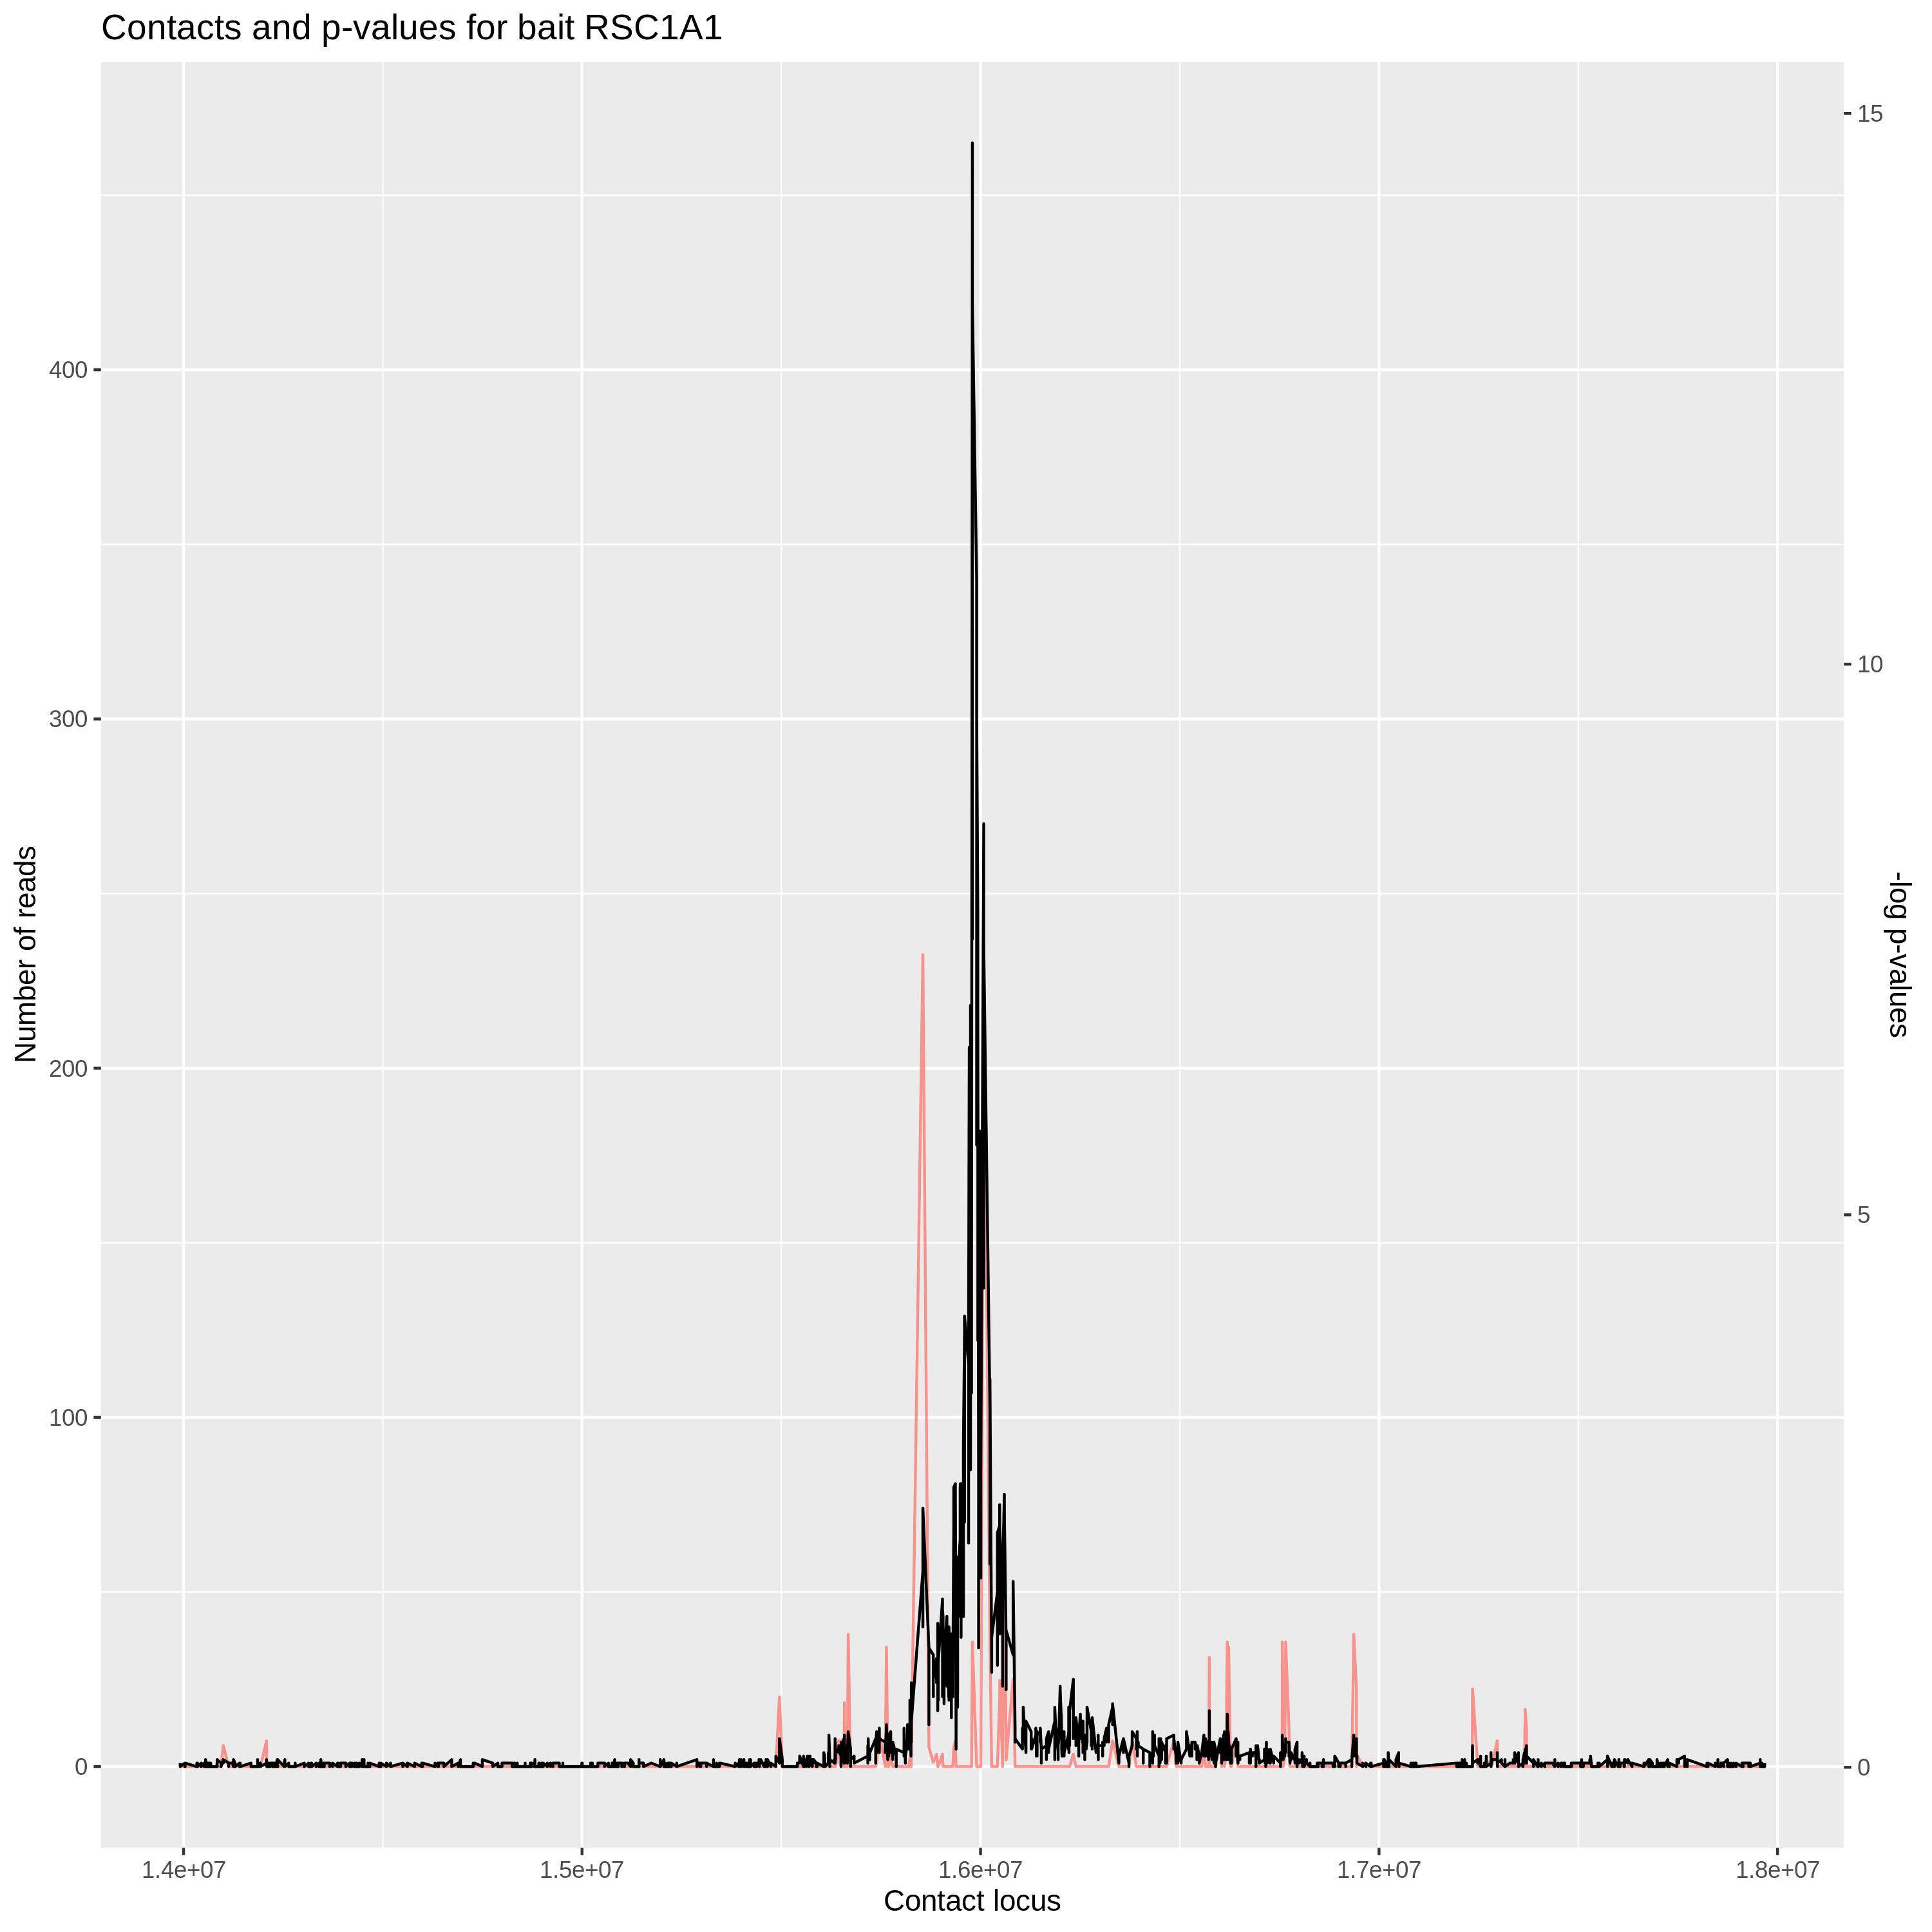 Contacts and p-values for bait RSC1A1
15
400
10
300
Number of reads
-log p-values
200
5
100
0
0
1.4e+07
1.5e+07
1.6e+07
1.7e+07
1.8e+07
Contact locus